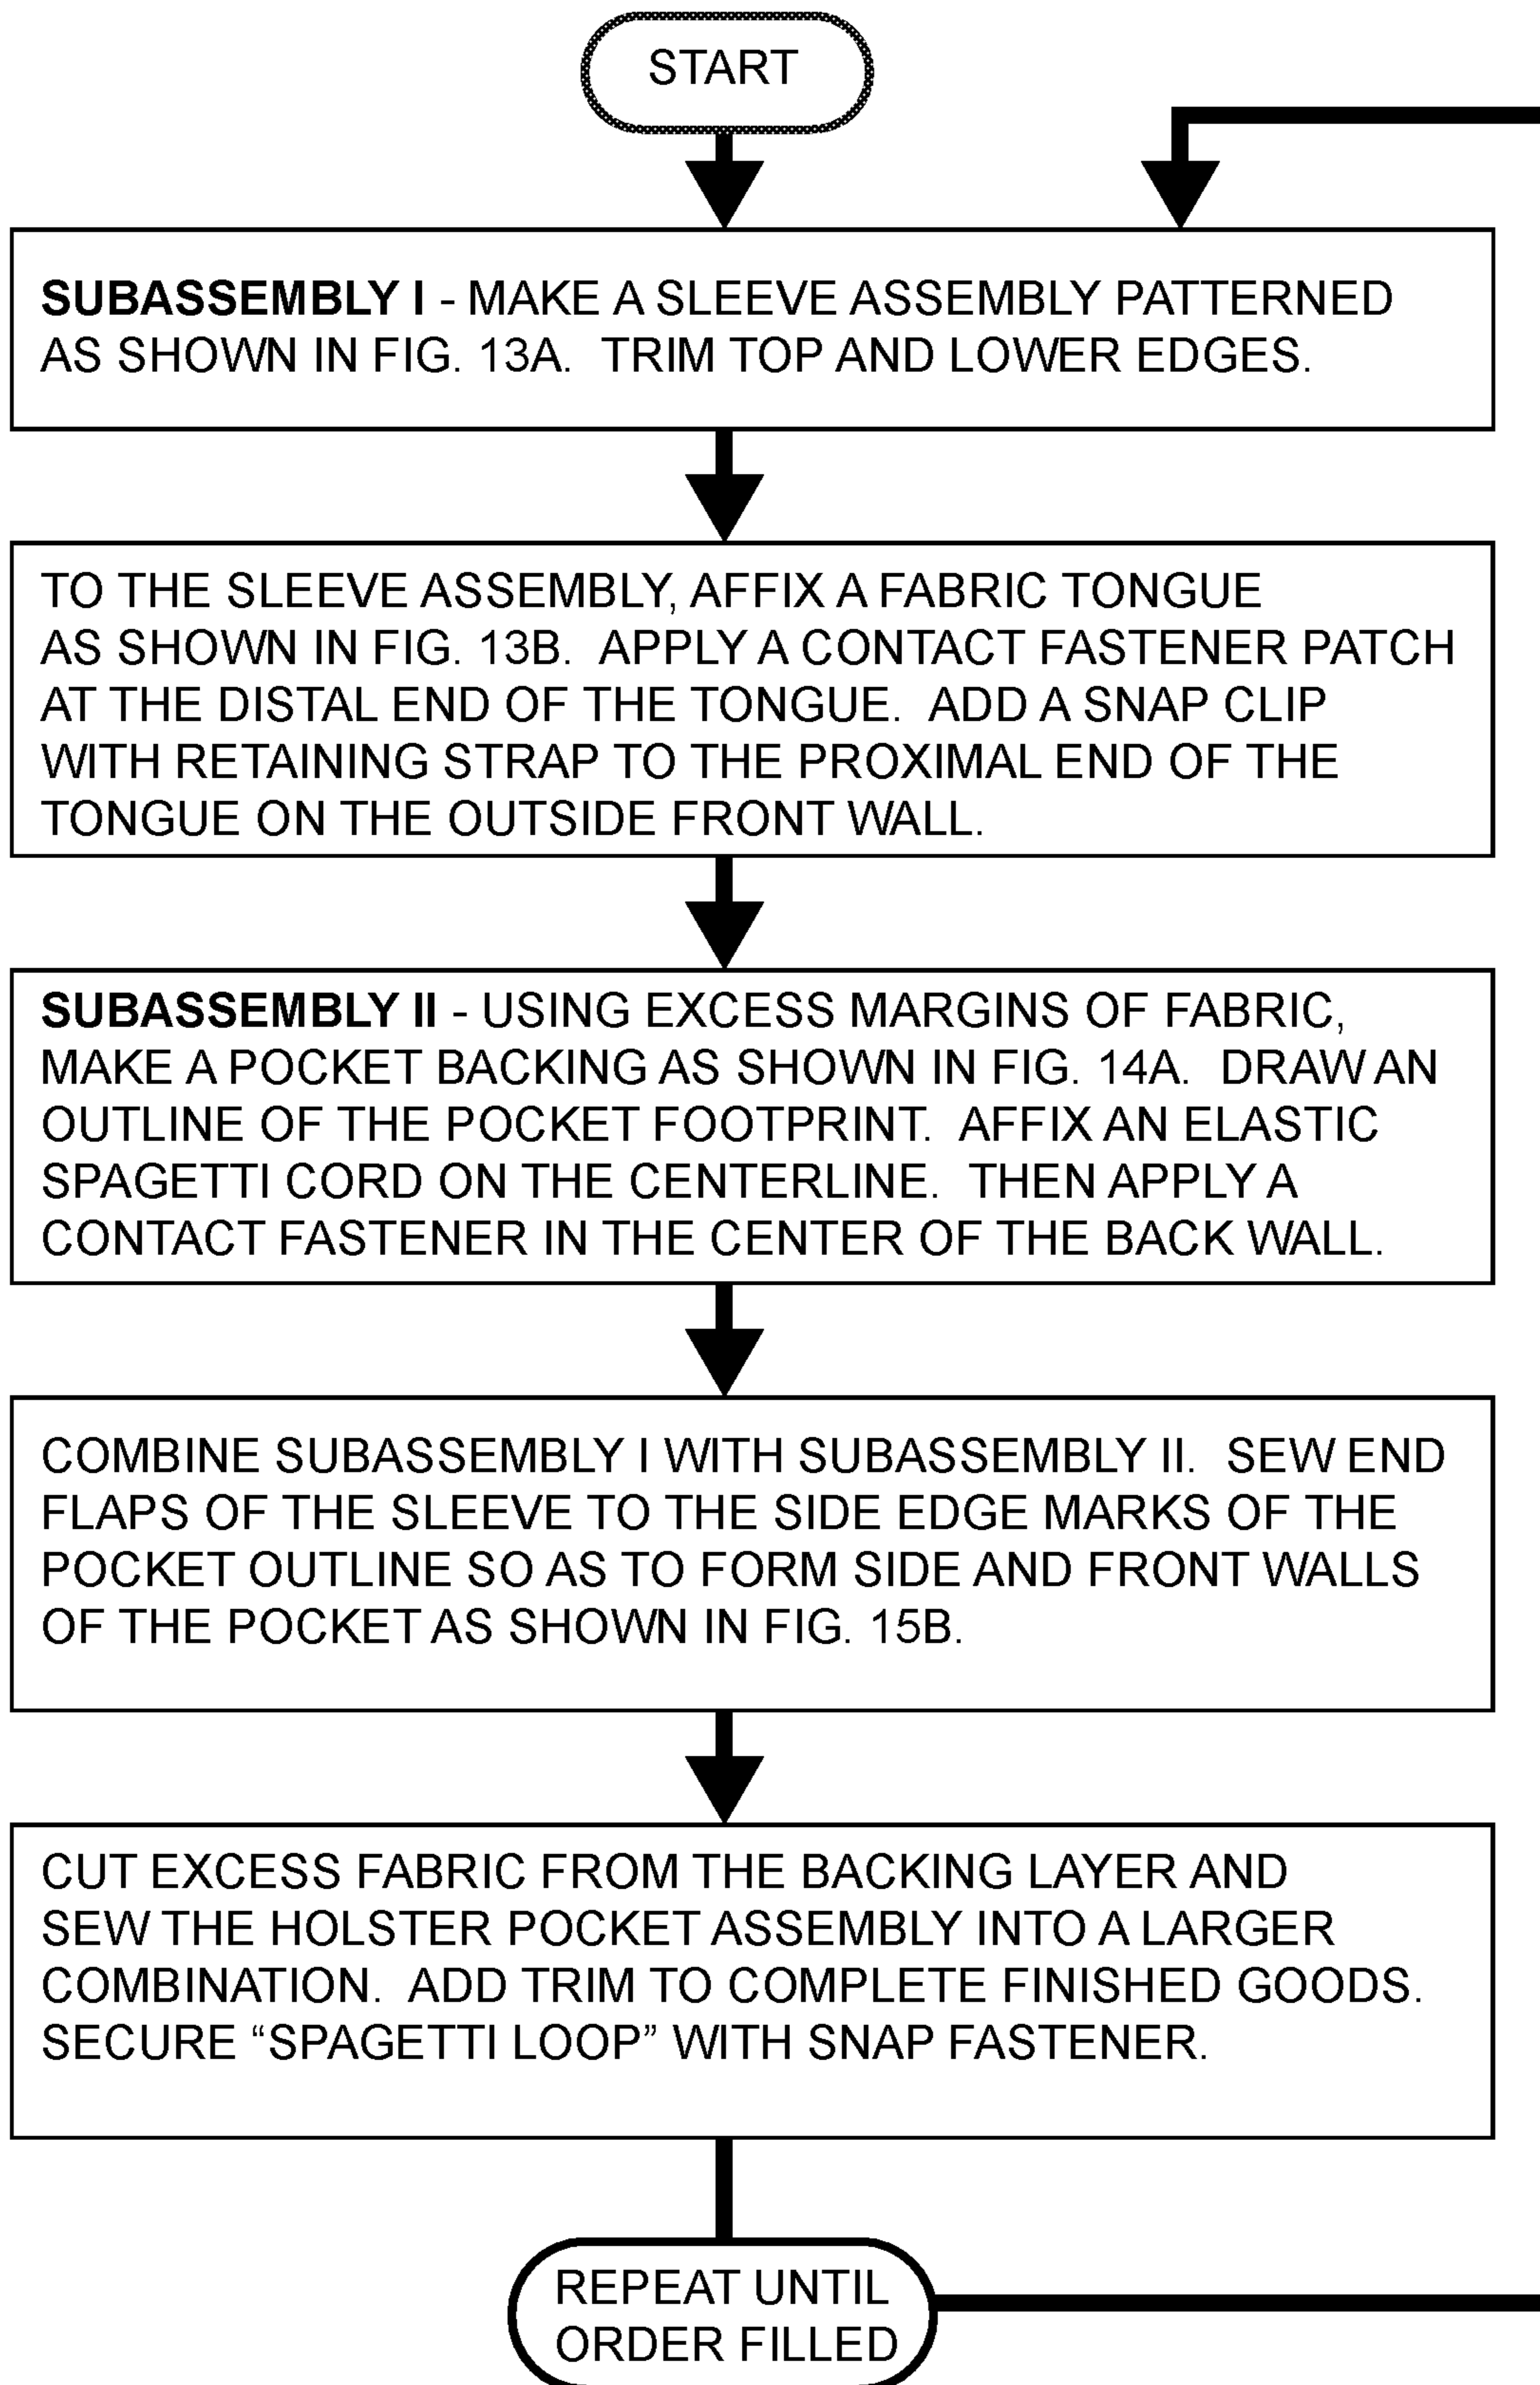 START
SUBASSEMBLY I - MAKE A SLEEVE ASSEMBLY PATTERNED
AS SHOWN IN FIG. 13A. TRIM TOP AND LOWER EDGES.
TO THE SLEEVE ASSEMBLY, AFFIX A FABRIC TONGUE
AS SHOWN IN FIG. 13B. APPLY A CONTACT FASTENER PATCH
AT THE DISTAL END OF THE TONGUE. ADD A SNAP CLIP
WITH RETAINING STRAP TO THE PROXIMAL END OF THE
TONGUE ON THE OUTSIDE FRONT WALL.
SUBASSEMBLY II - USING EXCESS MARGINS OF FABRIC,
MAKE A POCKET BACKING AS SHOWN IN FIG. 14A. DRAW AN
OUTLINE OF THE POCKET FOOTPRINT. AFFIX AN ELASTIC
SPAGETTI CORD ON THE CENTERLINE. THEN APPLY A
CONTACT FASTENER IN THE CENTER OF THE BACK WALL.
COMBINE SUBASSEMBLY I WITH SUBASSEMBLY II. SEW END
FLAPS OF THE SLEEVE TO THE SIDE EDGE MARKS OF THE
POCKET OUTLINE SO AS TO FORM SIDE AND FRONT WALLS
OF THE POCKET AS SHOWN IN FIG. 15B.
CUT EXCESS FABRIC FROM THE BACKING LAYER AND
SEW THE HOLSTER POCKET ASSEMBLY INTO A LARGER
COMBINATION. ADD TRIM TO COMPLETE FINISHED GOODS.
SECURE “SPAGETTI LOOP” WITH SNAP FASTENER.
REPEAT UNTIL
ORDER FILLED